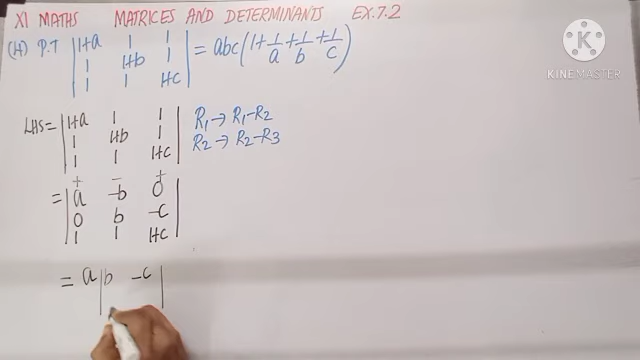 XI MATHS MATRICES AND DETERMINANTS EX.7.2
(H) P.T | 1+a 1 1 | = abc(1+1/a+1/b+1/c)
| 1 1+b 1 |
| 1 1 1+c |
LHS= | 1+a 1 1 | R₁→ R₁-R₂
| 1 1+b 1 | R₂→ R₂-R₃
| 1 1 1+c |
+ - +
= | a -b 0 |
| 0 b -c |
| 1 1 1+c |
= a | b -c |
K
KINEMASTER